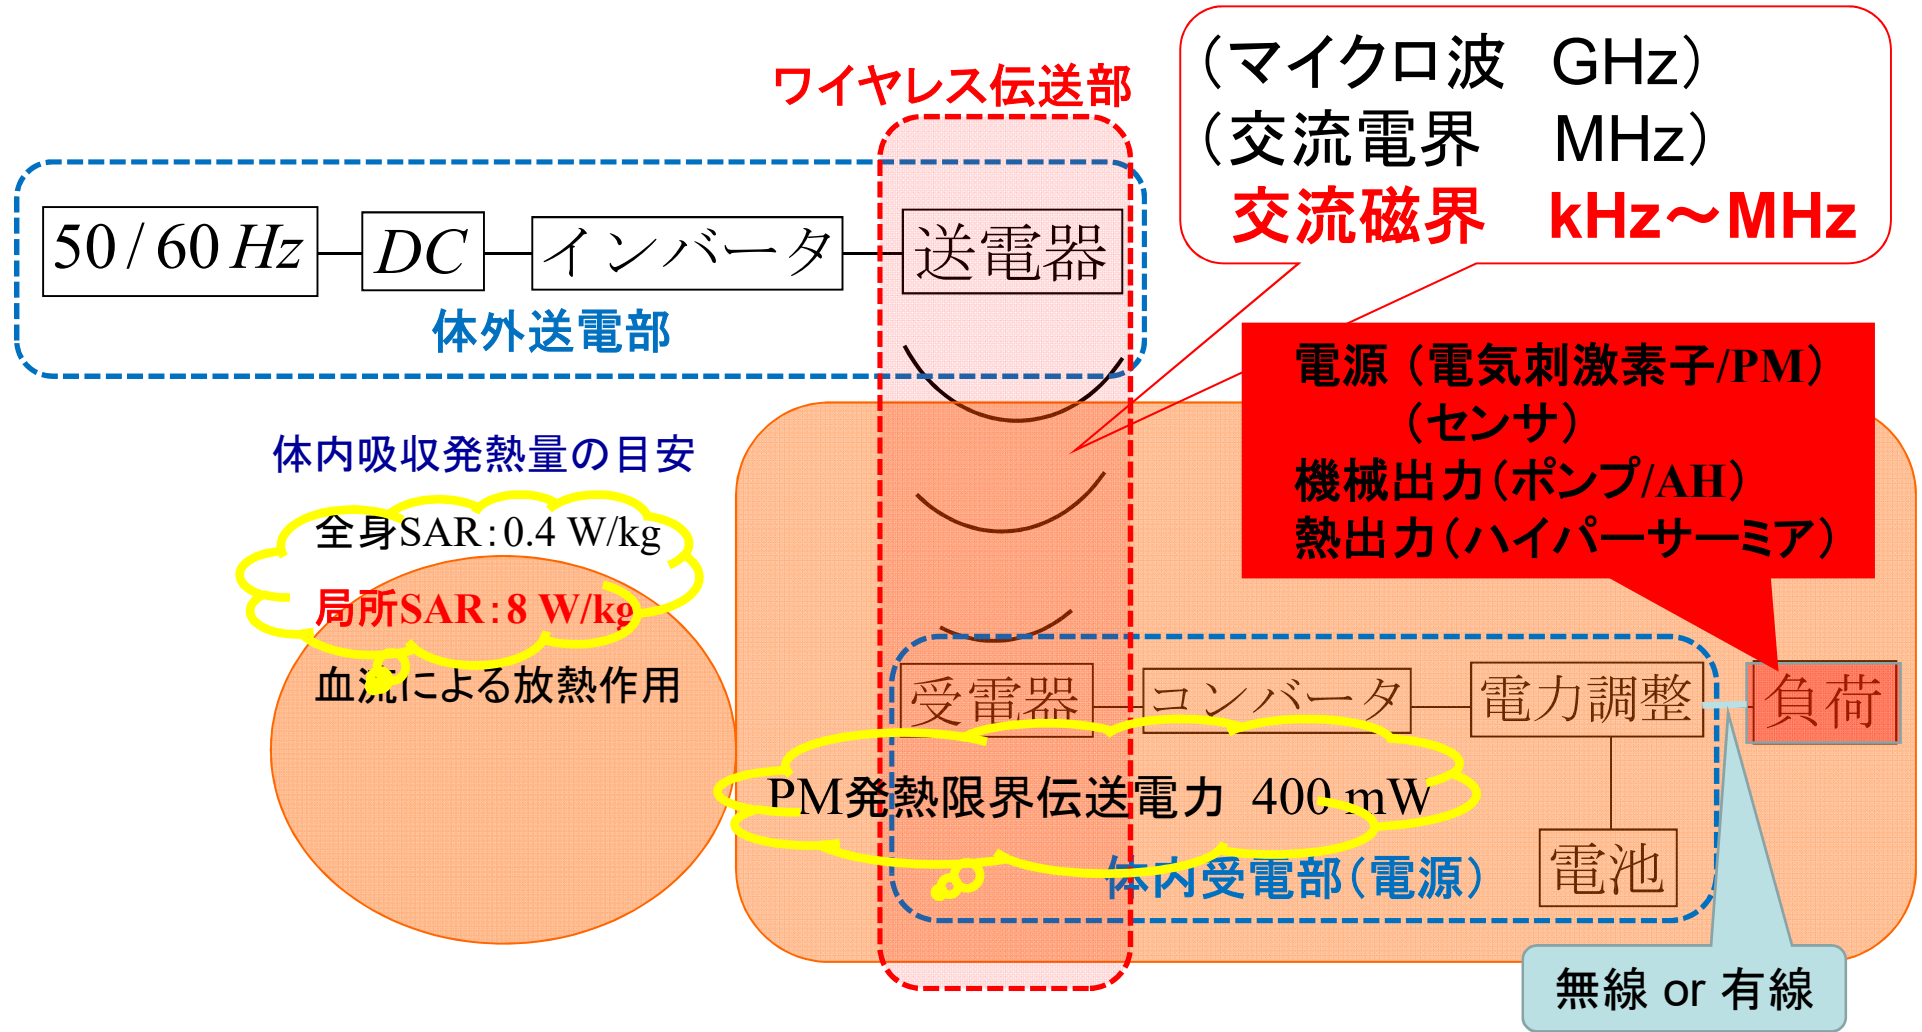 ワイヤレス伝送部
（マイクロ波　GHz）
（交流電界　MHz）
交流磁界　kHz～MHz
50/60 Hz
DC
インバータ
送電器
体外送電部
電源（電気刺激素子/PM）
（センサ）
機械出力（ポンプ/AH）
熱出力（ハイパーサーミア）
体内吸収発熱量の目安
全身SAR：0.4 W/kg
局所SAR：8 W/kg
血流による放熱作用
受電器
コンバータ
電力調整
負荷
PM発熱限界伝送電力 400 mW
体内受電部（電源）
電池
無線 or 有線